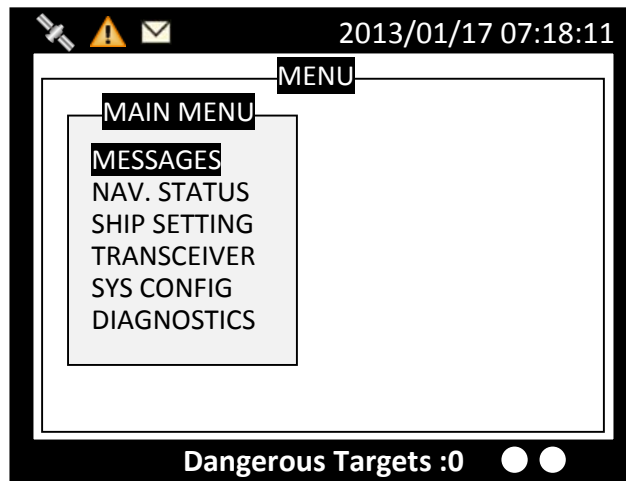 2013/01/17 07:18:11
MENU
MAIN MENU
MESSAGES
NAV. STATUS
SHIP SETTING
TRANSCEIVER
SYS CONFIG
DIAGNOSTICS
Dangerous Targets :0